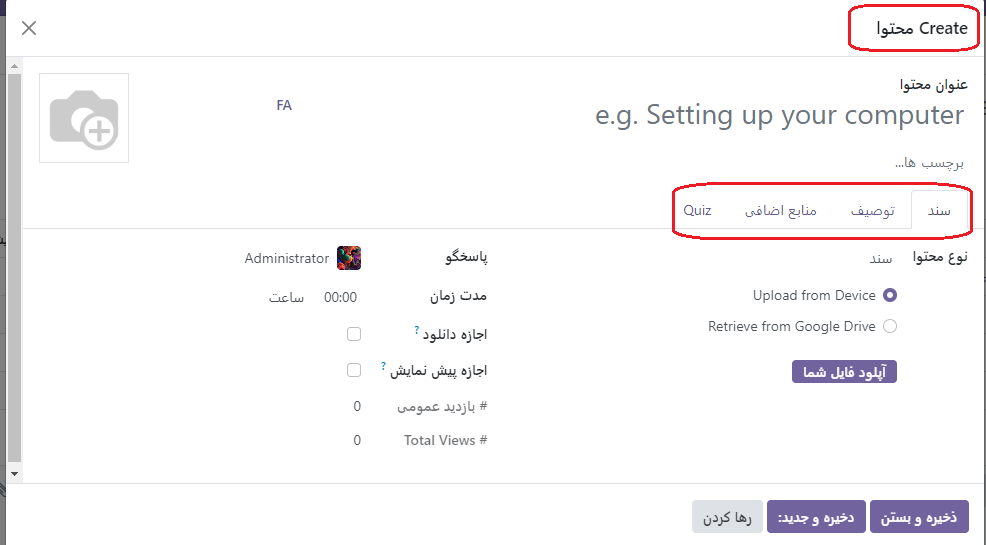 Create محتوا
عنوان محتوا
FA
e.g. Setting up your computer
برچسب ها...
سند
توصیف
منابع اضافی
Quiz
نوع محتوا
سند
Upload from Device
Retrieve from Google Drive
آپلود فایل شما
پاسخگو
Administrator
مدت زمان
00:00
ساعت
اجازه دانلود ?
اجازه پیش نمایش ?
# بازدید عمومی
0
# Total Views
0
ذخیره و بستن
دخیره و جدید:
رها کردن